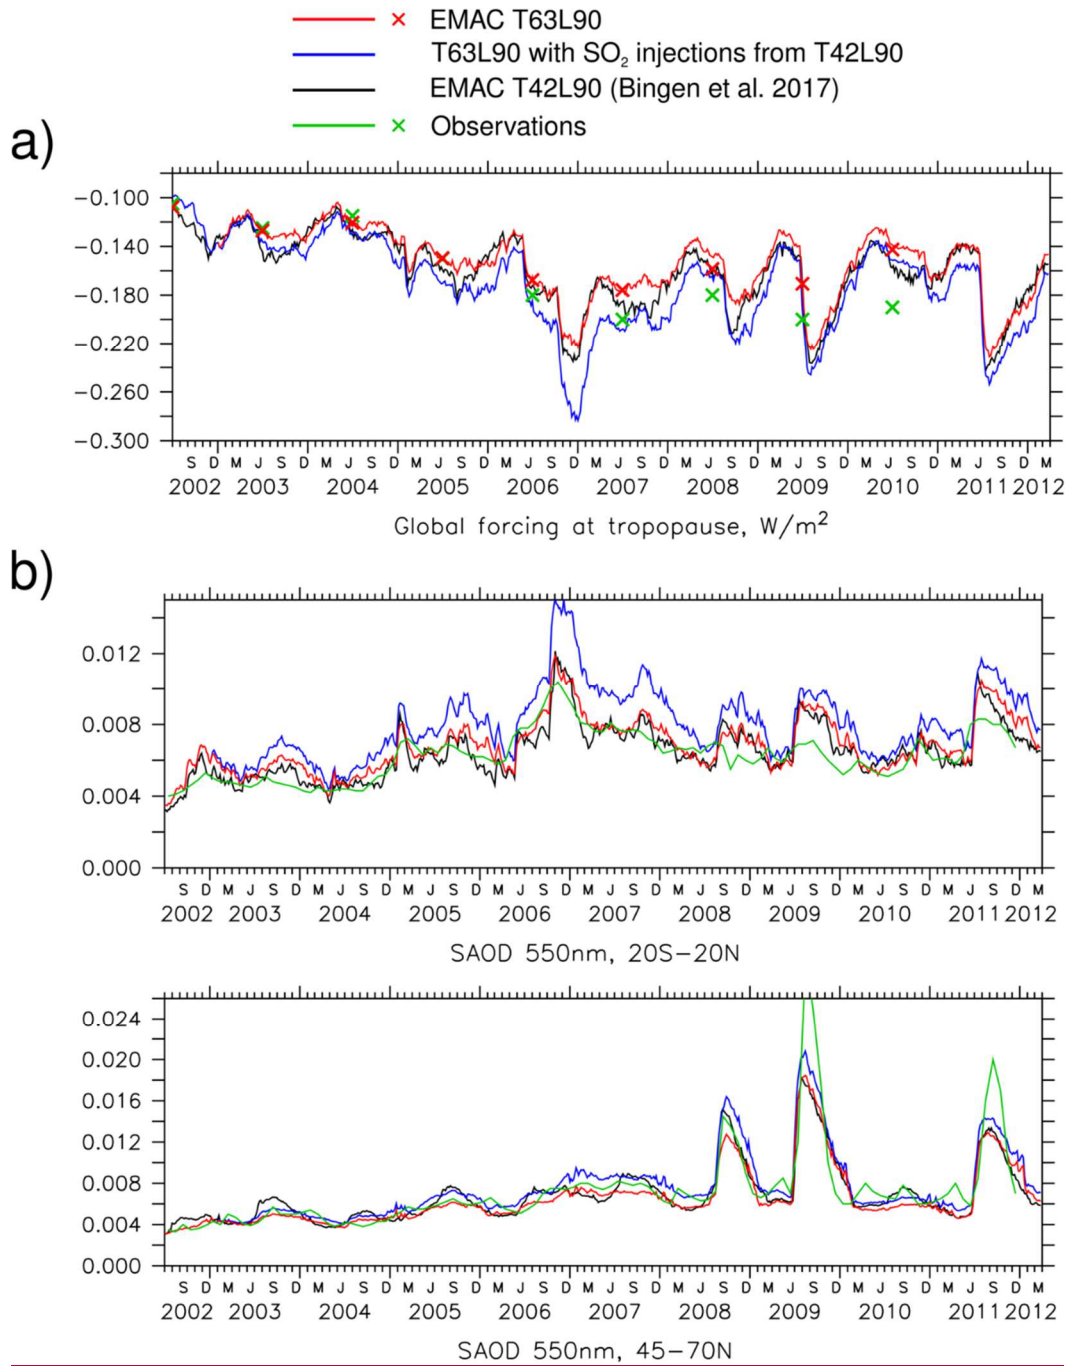 EMAC T63L90
T63L90 with SO₂ injections from T42L90
EMAC T42L90 (Bingen et al. 2017)
Observations
a)
−0.100
−0.140
−0.180
−0.220
−0.260
−0.300
S D M J S D M J S D M J S D M J S D M J S D M J S D M J S D M J S D M J S D M
2002 2003 2004 2005 2006 2007 2008 2009 2010 2011 2012
Global forcing at tropopause, W/m²
b)
0.012
0.008
0.004
0.000
S D M J S D M J S D M J S D M J S D M J S D M J S D M J S D M J S D M J S D M
2002 2003 2004 2005 2006 2007 2008 2009 2010 2011 2012
SAOD 550nm, 20S−20N
0.024
0.020
0.016
0.012
0.008
0.004
0.000
S D M J S D M J S D M J S D M J S D M J S D M J S D M J S D M J S D M J S D M
2002 2003 2004 2005 2006 2007 2008 2009 2010 2011 2012
SAOD 550nm, 45−70N